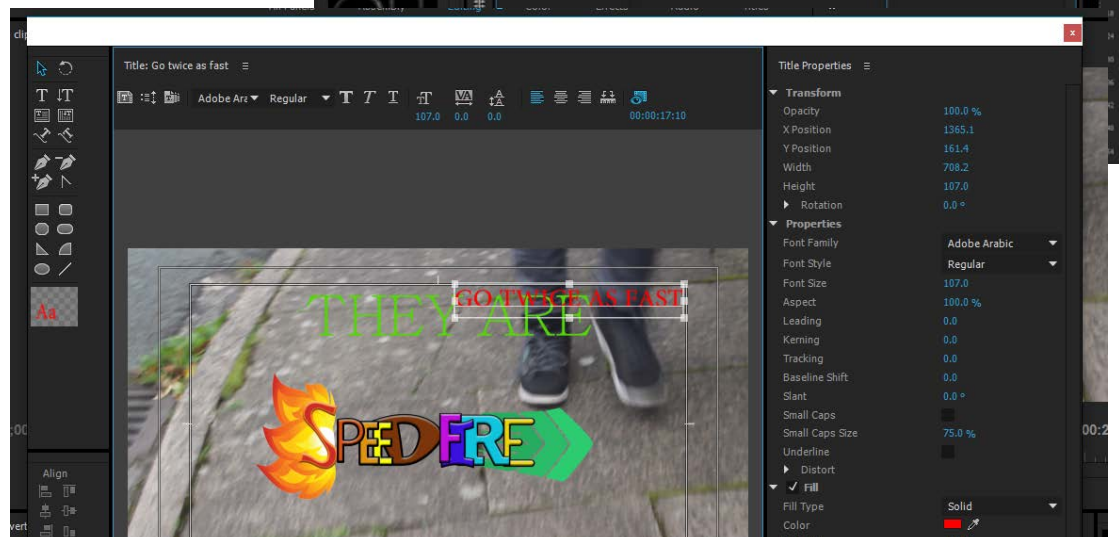 Editing
clip
Title: Go twice as fast
Title Properties
Adobe Ara Regular T T T
107.0 0.0 0.0 00:00:17:10
Transform
Opacity 100.0 %
X Position 1365.1
Y Position 161.4
Width 708.2
Height 107.0
Rotation 0.0 °
Properties
Font Family Adobe Arabic
Font Style Regular
Font Size 107.0
Aspect 100.0 %
Leading 0.0
Kerning 0.0
Tracking 0.0
Baseline Shift 0.0
Slant 0.0 °
Small Caps
Small Caps Size 75.0 %
Underline
Distort
Fill
Fill Type Solid
Color
GO TWICE AS FAST
THEY ARE
SPEEDFIRE
Aa
Align